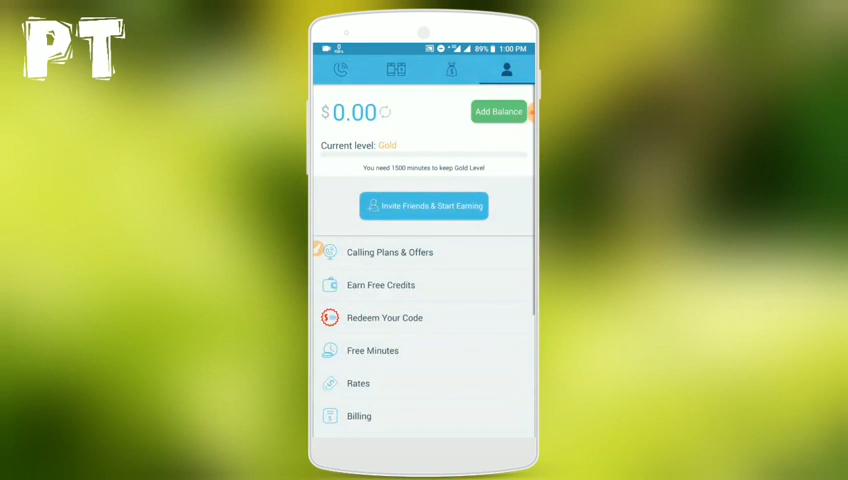 PT
89% 1:00 PM
$ 0.00
Add Balance
Current level: Gold
You need 1500 minutes to keep Gold Level
Invite Friends & Start Earning
Calling Plans & Offers
Earn Free Credits
Redeem Your Code
Free Minutes
Rates
Billing